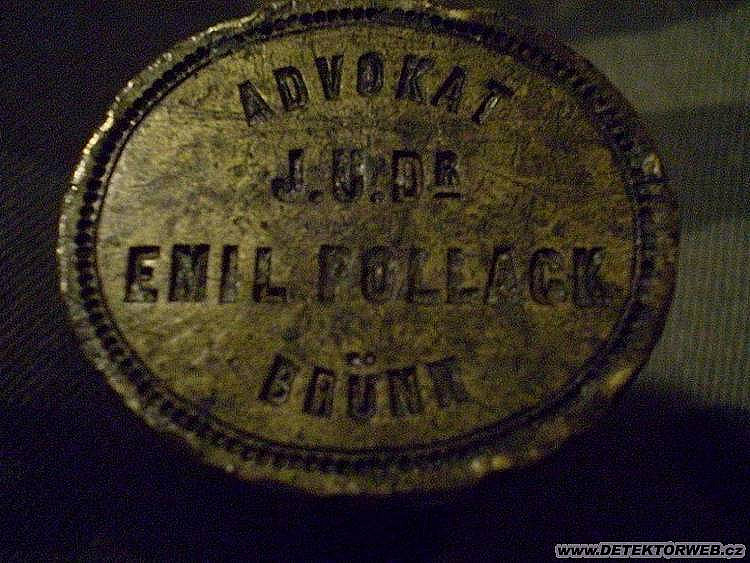 ADVOKAT
J.U.DR
EMIL POLLACK
BRÜNN
www.DETEKTORWEB.cz